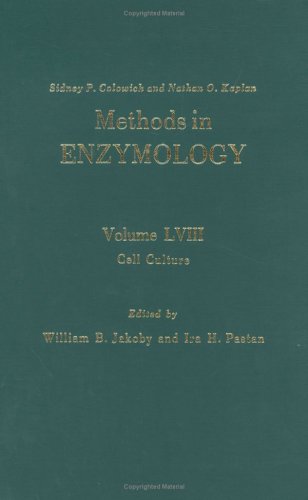 Sidney P. Colowick and Nathan O. Kaplan
Methods in
ENZYMOLOGY
Volume LVIII
Cell Culture
Edited by
William B. Jakoby and Ira H. Pastan